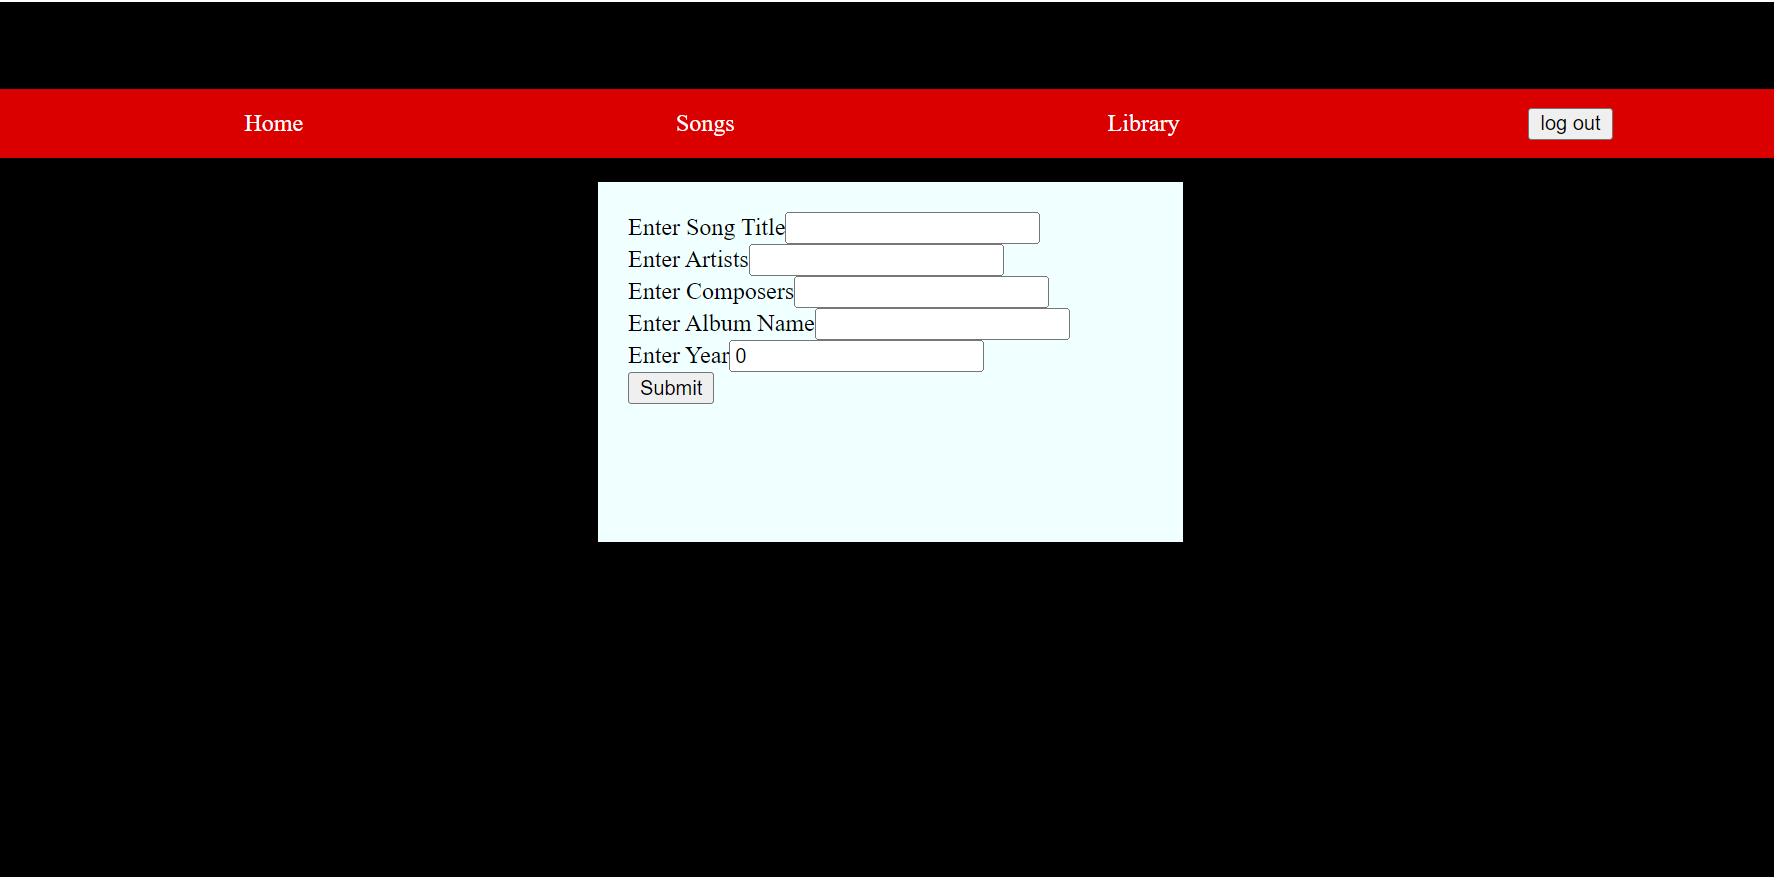 Home Songs Library log out
Enter Song Title
Enter Artists
Enter Composers
Enter Album Name
Enter Year 0
Submit